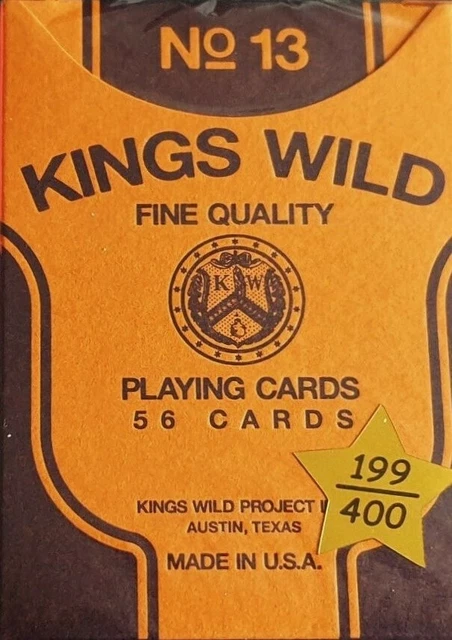 No 13
KINGS WILD
FINE QUALITY
K W
PLAYING CARDS
56 CARDS
199
400
KINGS WILD PROJECT
AUSTIN, TEXAS
MADE IN U.S.A.